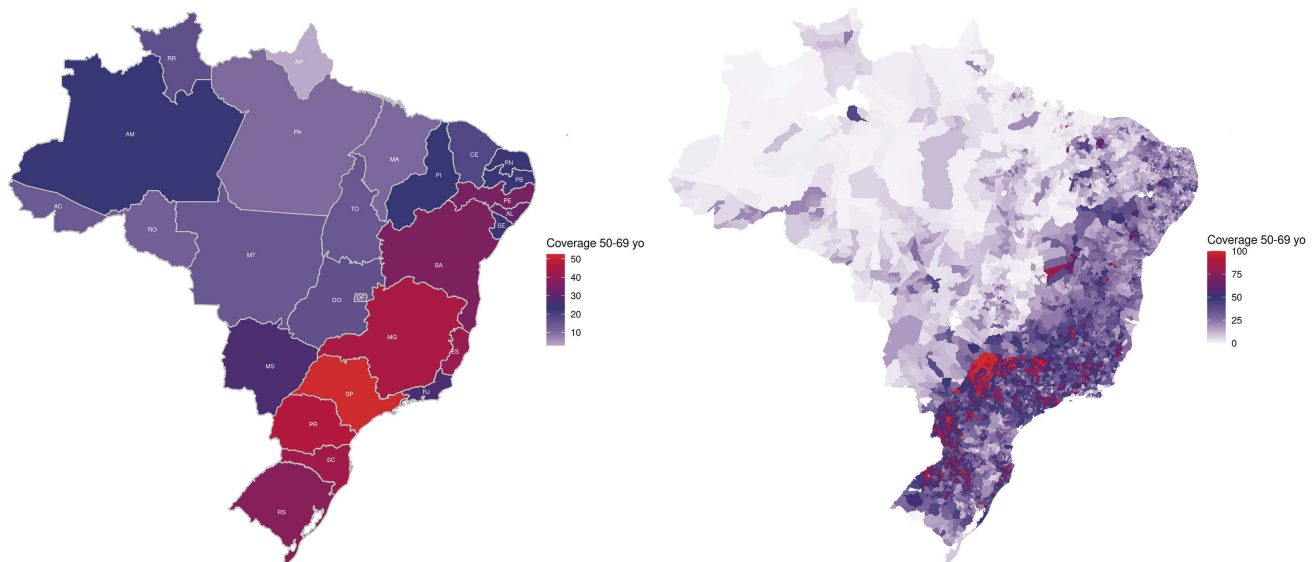 RR
AP
AM
PA
MA
CE
RN
PB
PI
PE
AL
SE
AC
TO
RO
MT
BA
Coverage 50-69 yo
50
40
30
20
10
GO
DF
MG
ES
MS
SP
RJ
PR
SC
RS
Coverage 50-69 yo
100
75
50
25
0